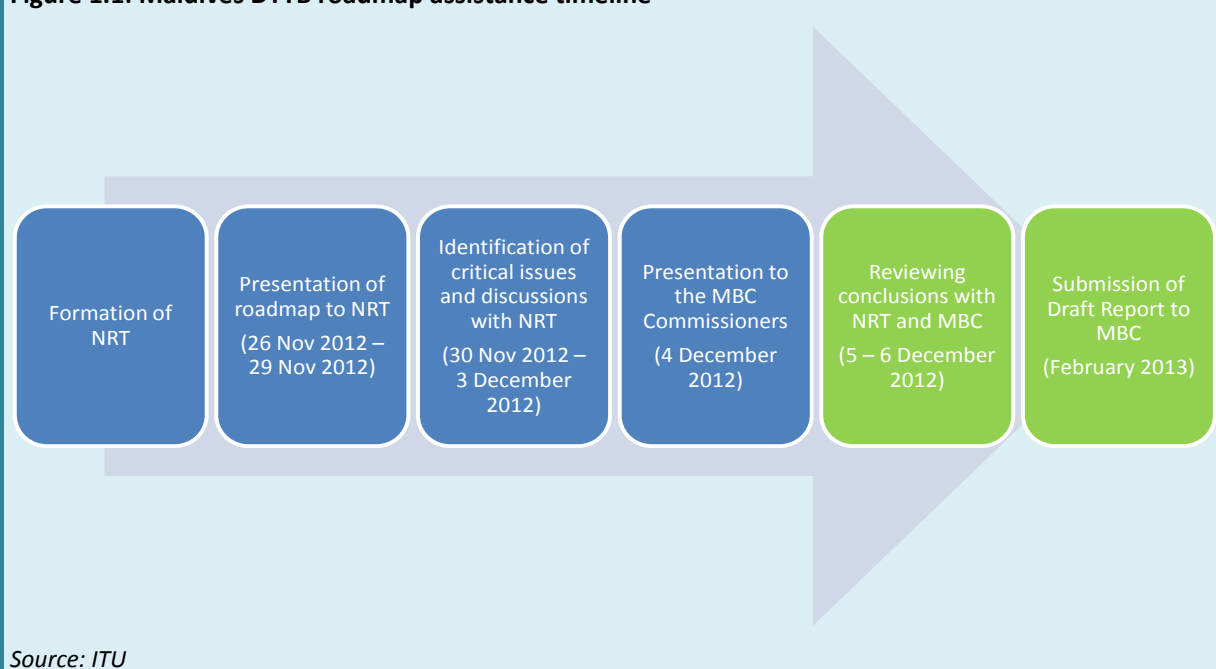 Figure 1.1: Maldives DTTB roadmap assistance timeline
Formation of
NRT
Presentation of
roadmap to NRT
(26 Nov 2012 –
29 Nov 2012)
Identification of
critical issues
and discussions
with NRT
(30 Nov 2012 –
3 December
2012)
Presentation to
the MBC
Commissioners
(4 December
2012)
Reviewing
conclusions with
NRT and MBC
(5 – 6 December
2012)
Submission of
Draft Report to
MBC
(February 2013)
Source: ITU